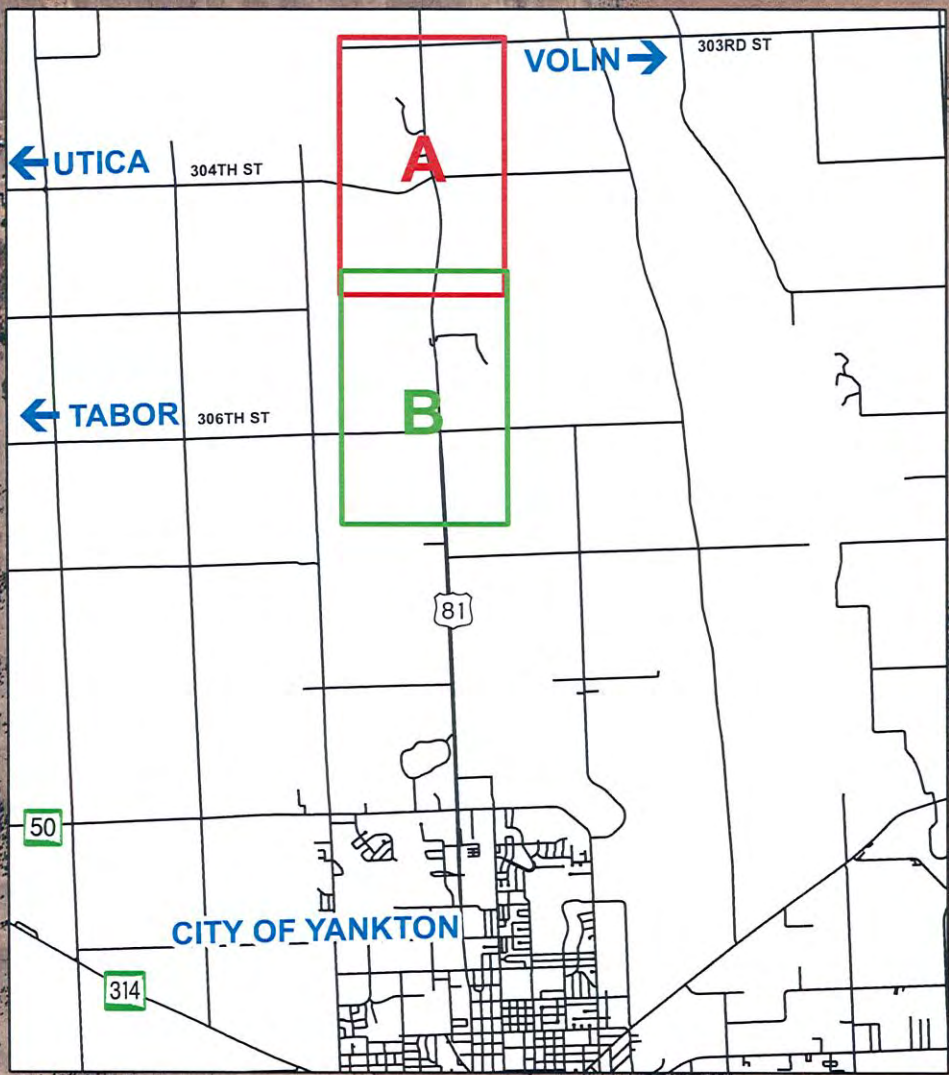 VOLIN
303RD ST
UTICA
304TH ST
A
TABOR
306TH ST
B
81
50
CITY OF YANKTON
314